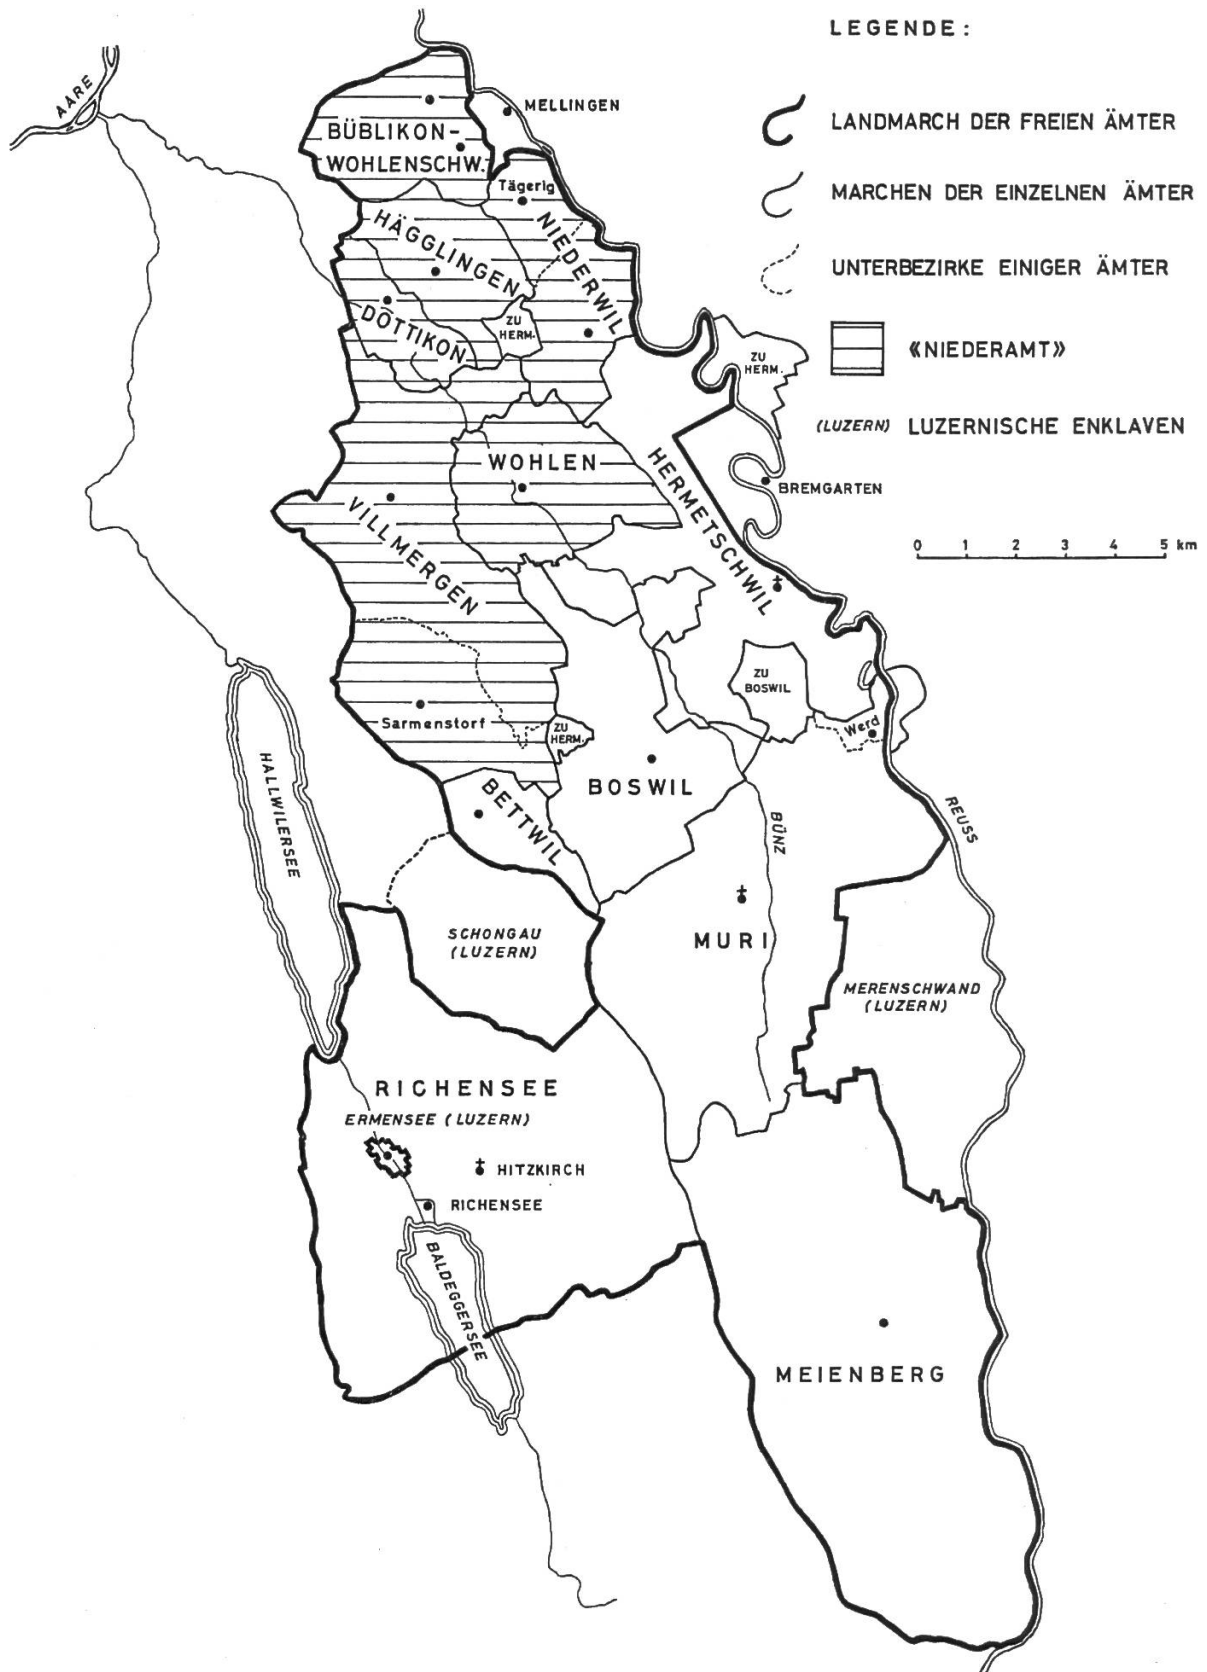 LEGENDE:
LANDMARCH DER FREIEN ÄMTER
MARCHEN DER EINZELNEN ÄMTER
UNTERBEZIRKE EINIGER ÄMTER
«NIEDERAMT»
(LUZERN) LUZERNISCHE ENKLAVEN
0 1 2 3 4 5 km
AARE
MELLINGEN
BÜBLIKON-
WOHLENSCHW.
Tägerig
HÄGGLINGEN
NIEDERWIL
DOTTIKON
ZU
HERM.
ZU
HERM.
WOHLEN
HERMETSCHWIL
BREMGARTEN
VILLMERGEN
ZU
BOSWIL
Sarmenstorf
ZU
HERM.
Werd
BOSWIL
BETTWIL
HALLWILERSEE
BÜNZ
REUSS
SCHONGAU
(LUZERN)
MURI
MERENSCHWAND
(LUZERN)
RICHENSEE
ERMENSEE (LUZERN)
HITZKIRCH
RICHENSEE
BALDEGGERSEE
MEIENBERG